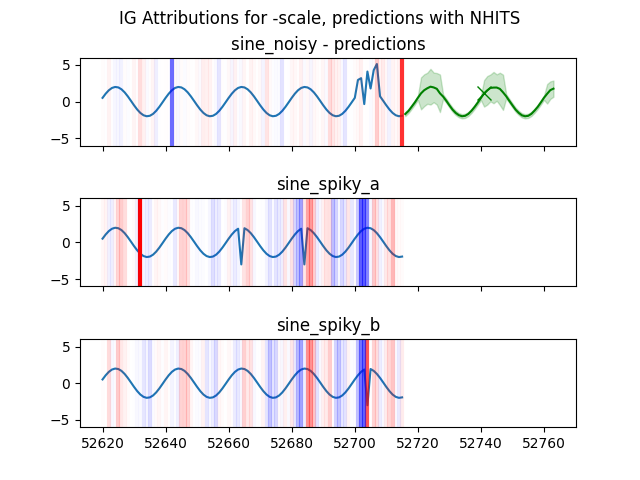 IG Attributions for -scale, predictions with NHITS
sine_noisy - predictions
5
0
−5
sine_spiky_a
5
0
−5
sine_spiky_b
5
0
−5
52620 52640 52660 52680 52700 52720 52740 52760